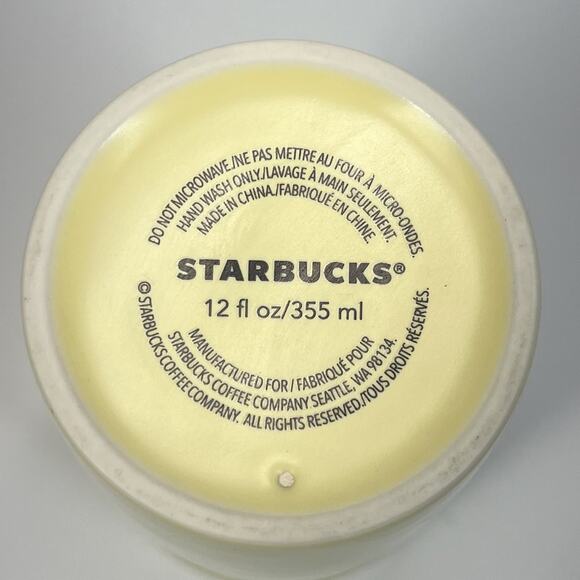 DO NOT MICROWAVE./NE PAS METTRE AU FOUR À MICRO-ONDES.
HAND WASH ONLY./LAVAGE À MAIN SEULEMENT.
MADE IN CHINA./FABRIQUÉ EN CHINE.
STARBUCKS®
12 fl oz/355 ml
MANUFACTURED FOR / FABRIQUÉ POUR
STARBUCKS COFFEE COMPANY SEATTLE, WA 98134.
© STARBUCKS COFFEE COMPANY. ALL RIGHTS RESERVED./TOUS DROITS RÉSERVÉS.